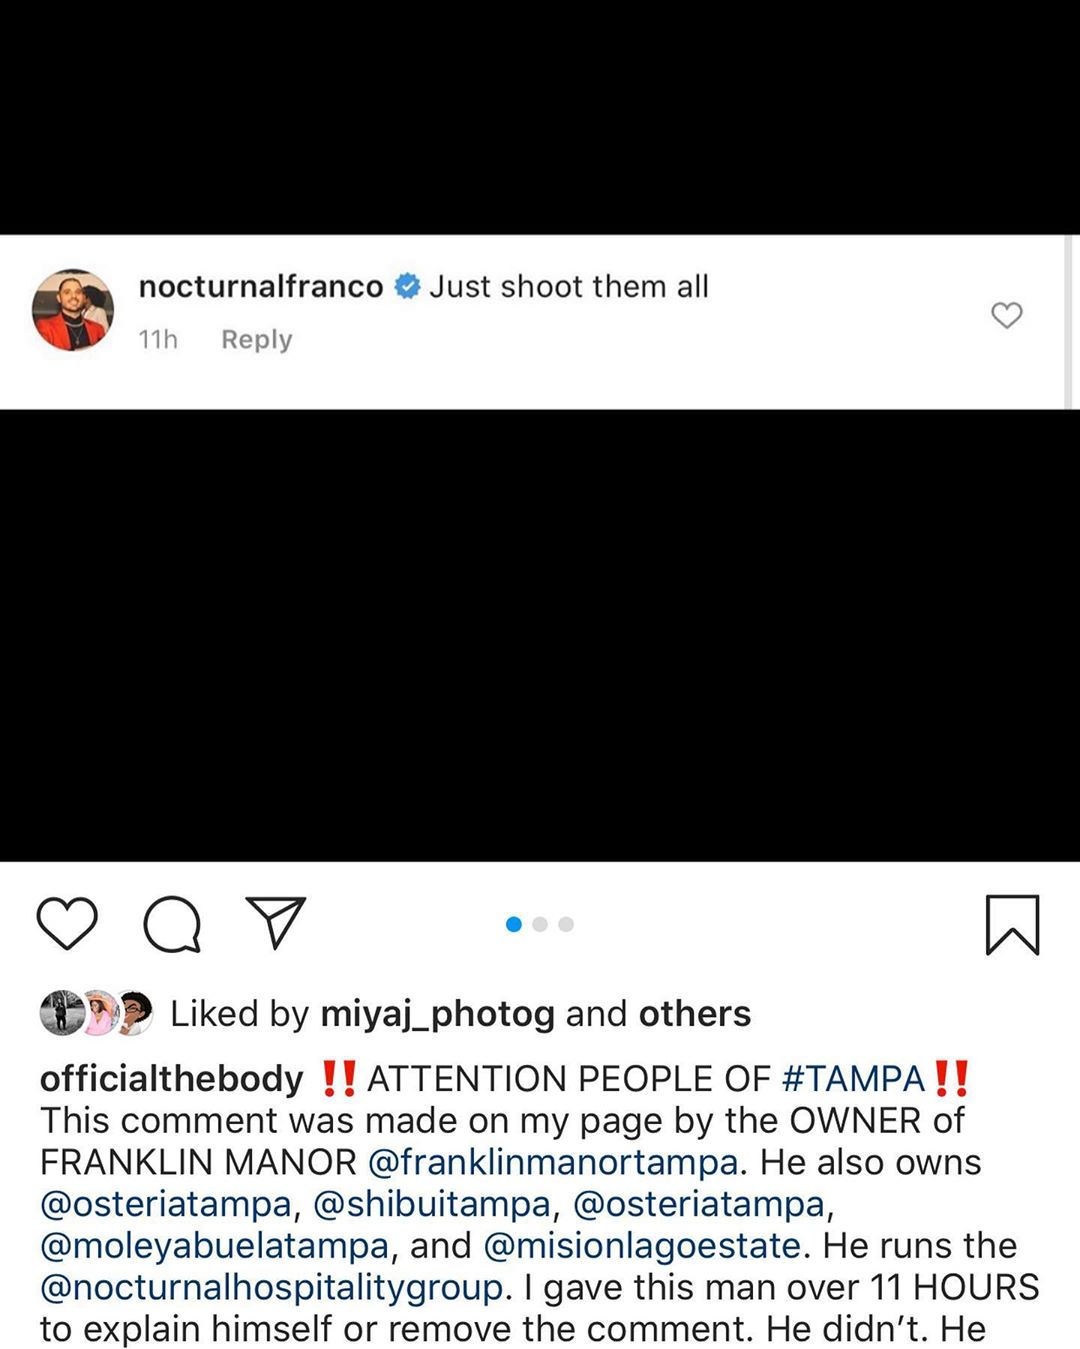 nocturnalfranco Just shoot them all
11h Reply
Liked by miyaj_photog and others
officialthebody ‼️ATTENTION PEOPLE OF #TAMPA‼️
This comment was made on my page by the OWNER of
FRANKLIN MANOR @franklinmanortampa. He also owns
@osteriatampa, @shibuitampa, @osteriatampa,
@moleyabuelatampa, and @misionlagoestate. He runs the
@nocturnalhospitalitygroup. I gave this man over 11 HOURS
to explain himself or remove the comment. He didn’t. He